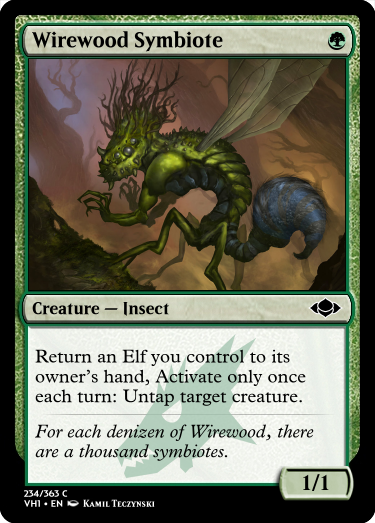 Wirewood Symbiote
Creature — Insect
Return an Elf you control to its
owner's hand, Activate only once
each turn: Untap target creature.
For each denizen of Wirewood, there
are a thousand symbiotes.
1/1
234/363 C
VH1 • EN Kamil Teczynski